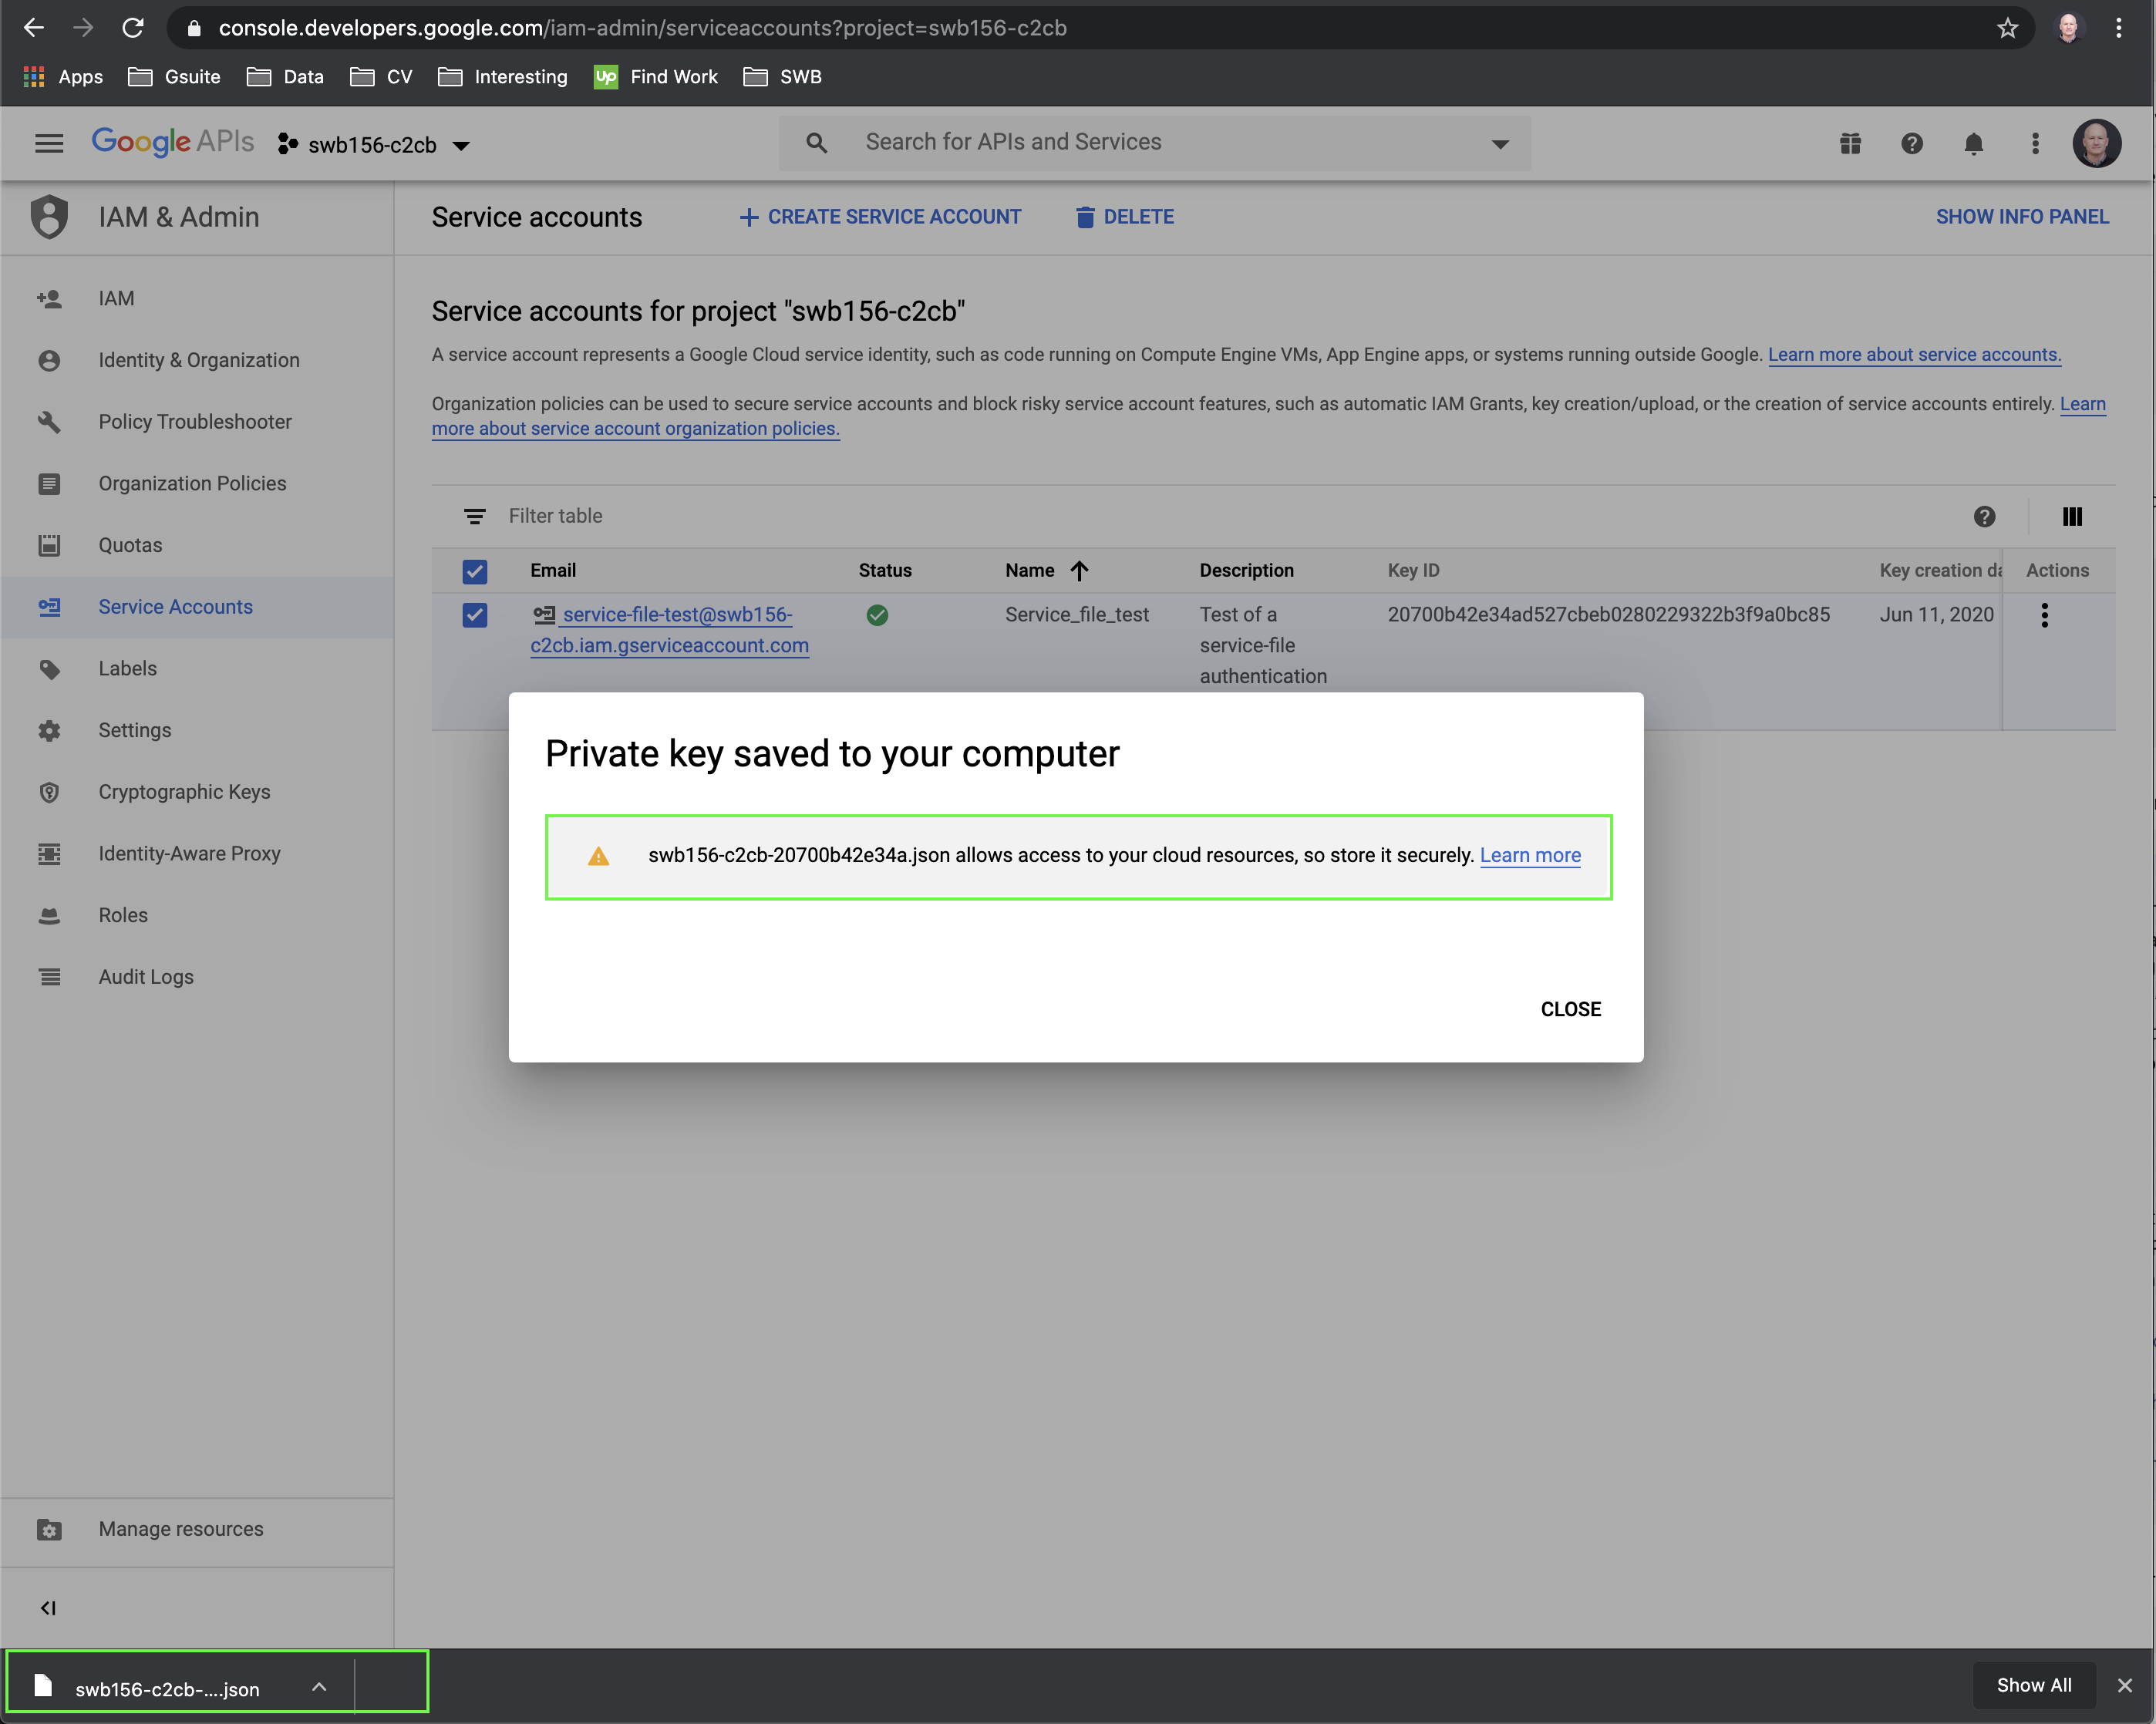 console.developers.google.com/iam-admin/serviceaccounts?project=swb156-c2cb
Apps Gsuite Data CV Interesting Up Find Work SWB
Google APIs swb156-c2cb Search for APIs and Services
IAM & Admin
Service accounts CREATE SERVICE ACCOUNT DELETE SHOW INFO PANEL
IAM
Identity & Organization
Policy Troubleshooter
Organization Policies
Quotas
Service Accounts
Labels
Settings
Cryptographic Keys
Identity-Aware Proxy
Roles
Audit Logs
Manage resources
Service accounts for project "swb156-c2cb"
A service account represents a Google Cloud service identity, such as code running on Compute Engine VMs, App Engine apps, or systems running outside Google. Learn more about service accounts.
Organization policies can be used to secure service accounts and block risky service account features, such as automatic IAM Grants, key creation/upload, or the creation of service accounts entirely. Learn
more about service account organization policies.
Filter table
Email Status Name Description Key ID Key creation da Actions
service-file-test@swb156- Service_file_test Test of a 20700b42e34ad527cbeb0280229322b3f9a0bc85 Jun 11, 2020
c2cb.iam.gserviceaccount.com service-file
authentication
Private key saved to your computer
swb156-c2cb-20700b42e34a.json allows access to your cloud resources, so store it securely. Learn more
CLOSE
swb156-c2cb-....json Show All